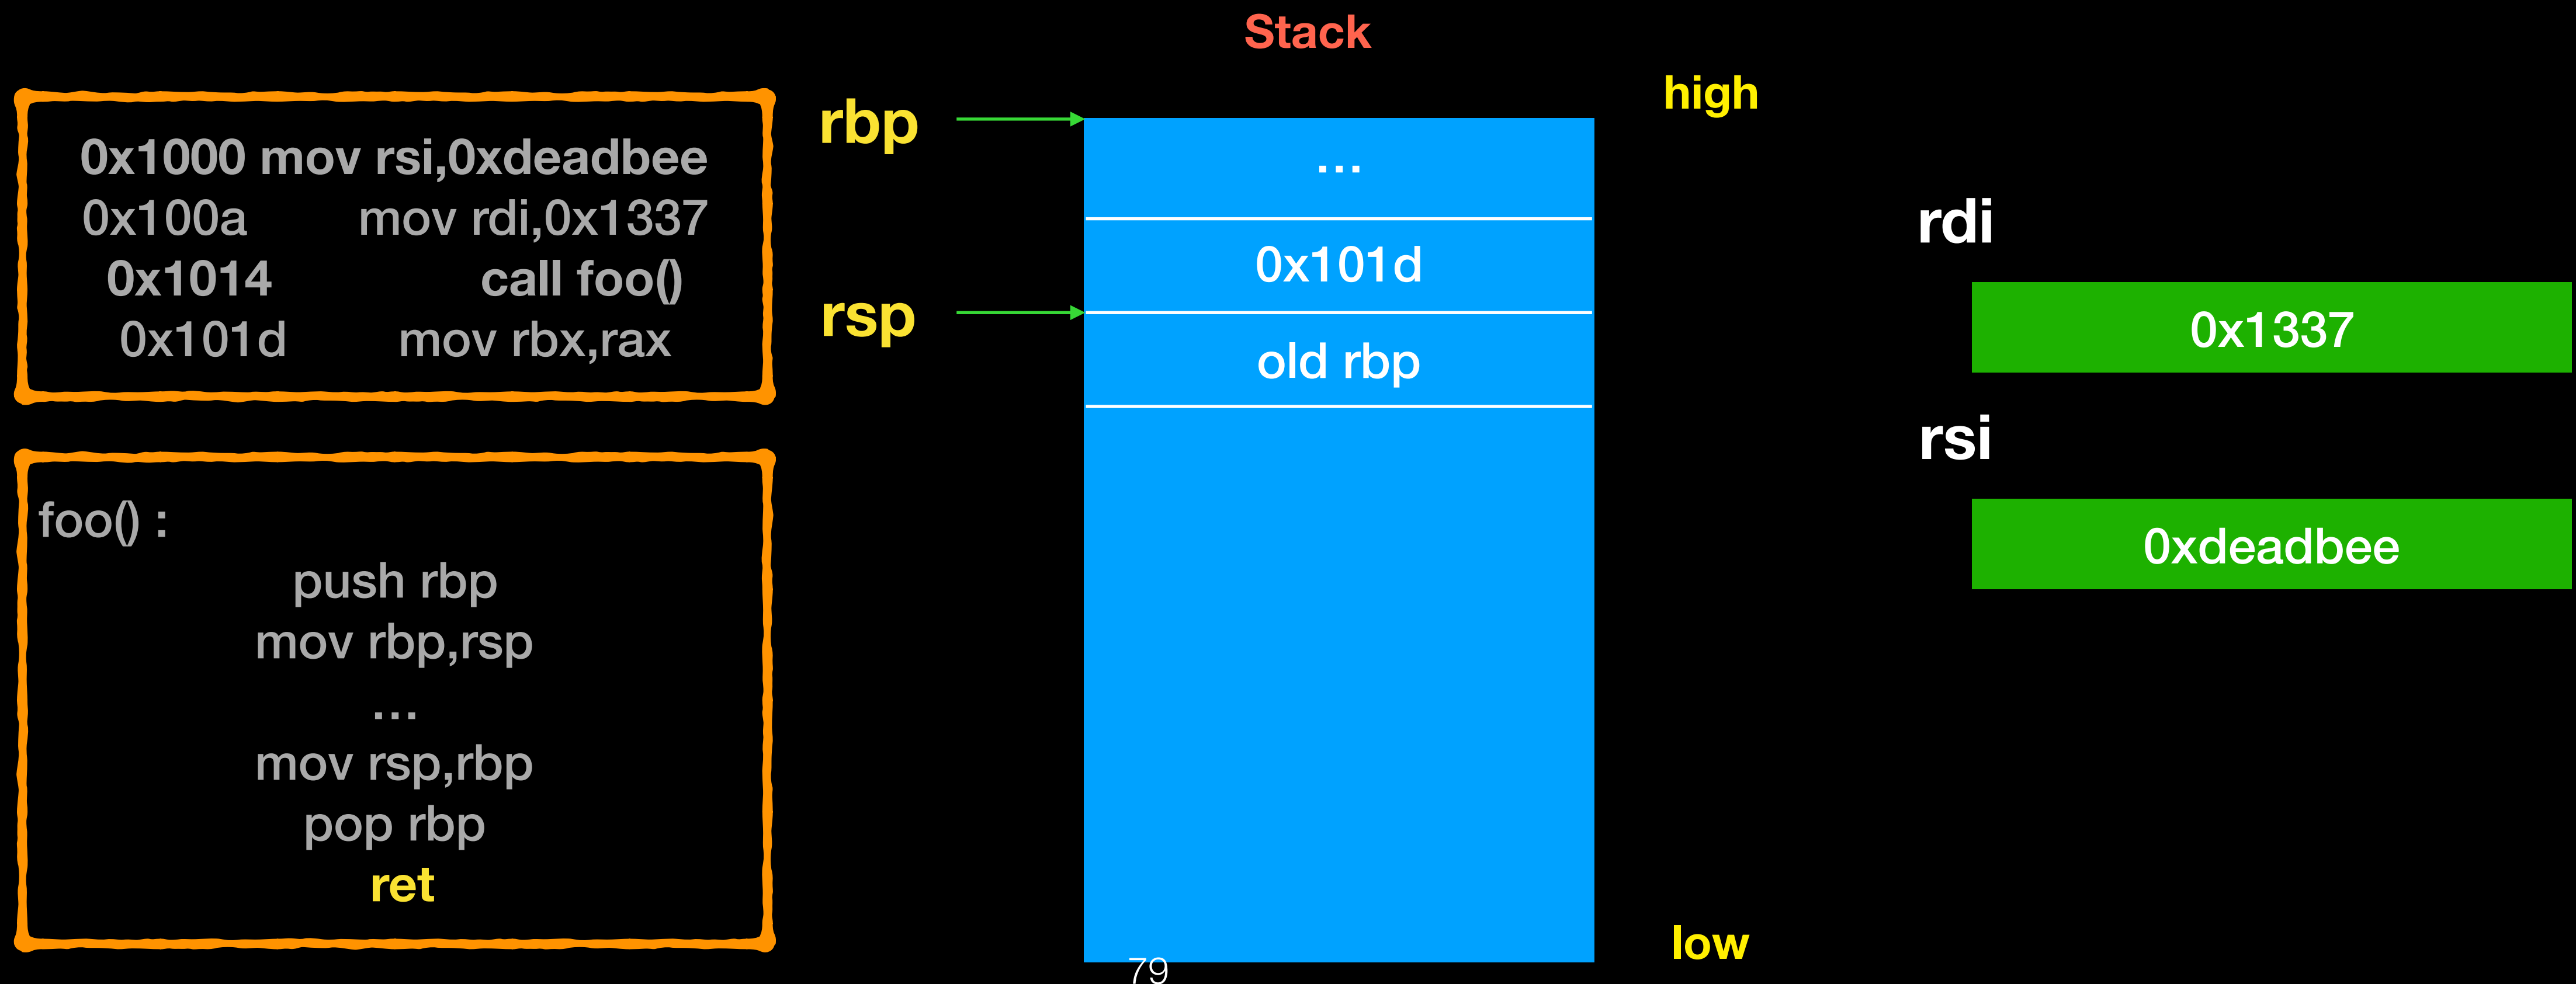 Stack
0x1000 mov rsi,0xdeadbee
0x100a mov rdi,0x1337
0x1014 call foo()
0x101d mov rbx,rax
foo() :
push rbp
mov rbp,rsp
...
mov rsp,rbp
pop rbp
ret
rbp
rsp
high
...
0x101d
old rbp
low
79
rdi
0x1337
rsi
0xdeadbee